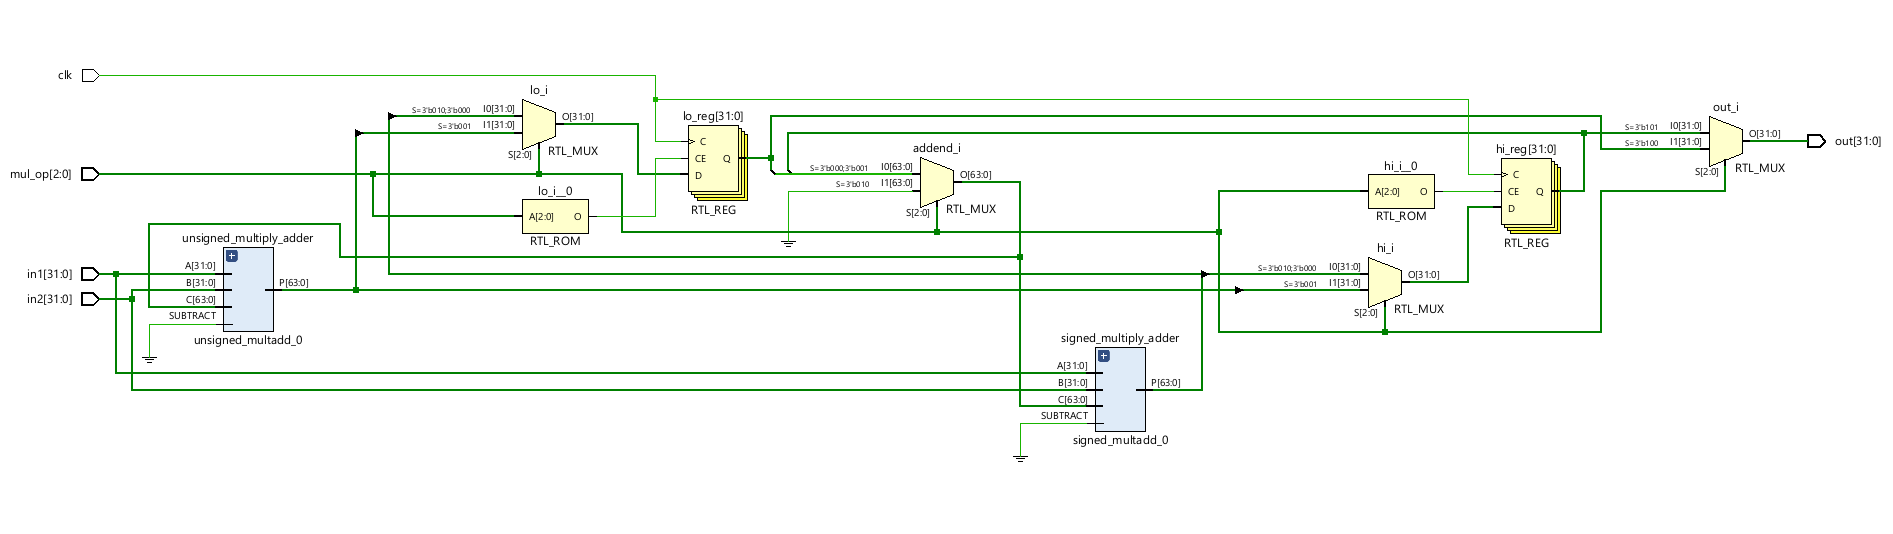 clk
mul_op[2:0]
in1[31:0]
in2[31:0]
unsigned_multiply_adder
A[31:0]
B[31:0]
C[63:0]
SUBTRACT
P[63:0]
unsigned_multadd_0
lo_i
S=3'b010;3'b000
I0[31:0]
S=3'b001
I1[31:0]
S[2:0]
O[31:0]
RTL_MUX
lo_i__0
A[2:0]
O
RTL_ROM
lo_reg[31:0]
C
CE
D
Q
RTL_REG
addend_i
S=3'b000;3'b001
I0[63:0]
S=3'b010
I1[63:0]
S[2:0]
O[63:0]
RTL_MUX
signed_multiply_adder
A[31:0]
B[31:0]
C[63:0]
SUBTRACT
P[63:0]
signed_multadd_0
hi_i__0
A[2:0]
O
RTL_ROM
hi_i
S=3'b010;3'b000
I0[31:0]
S=3'b001
I1[31:0]
S[2:0]
O[31:0]
RTL_MUX
hi_reg[31:0]
C
CE
D
Q
RTL_REG
out_i
S=3'b101
I0[31:0]
S=3'b100
I1[31:0]
S[2:0]
O[31:0]
RTL_MUX
out[31:0]